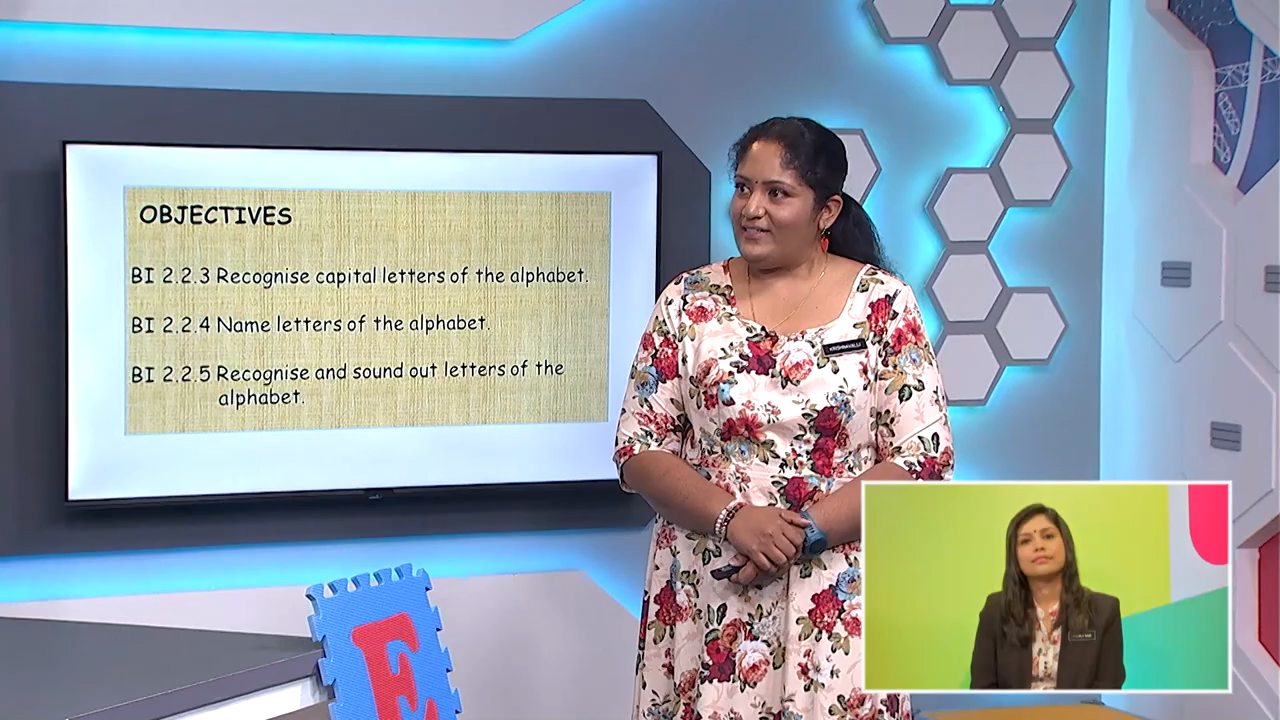 OBJECTIVES
BI 2.2.3 Recognise capital letters of the alphabet.
BI 2.2.4 Name letters of the alphabet.
BI 2.2.5 Recognise and sound out letters of the
alphabet.
KRISHNAVALLI
E